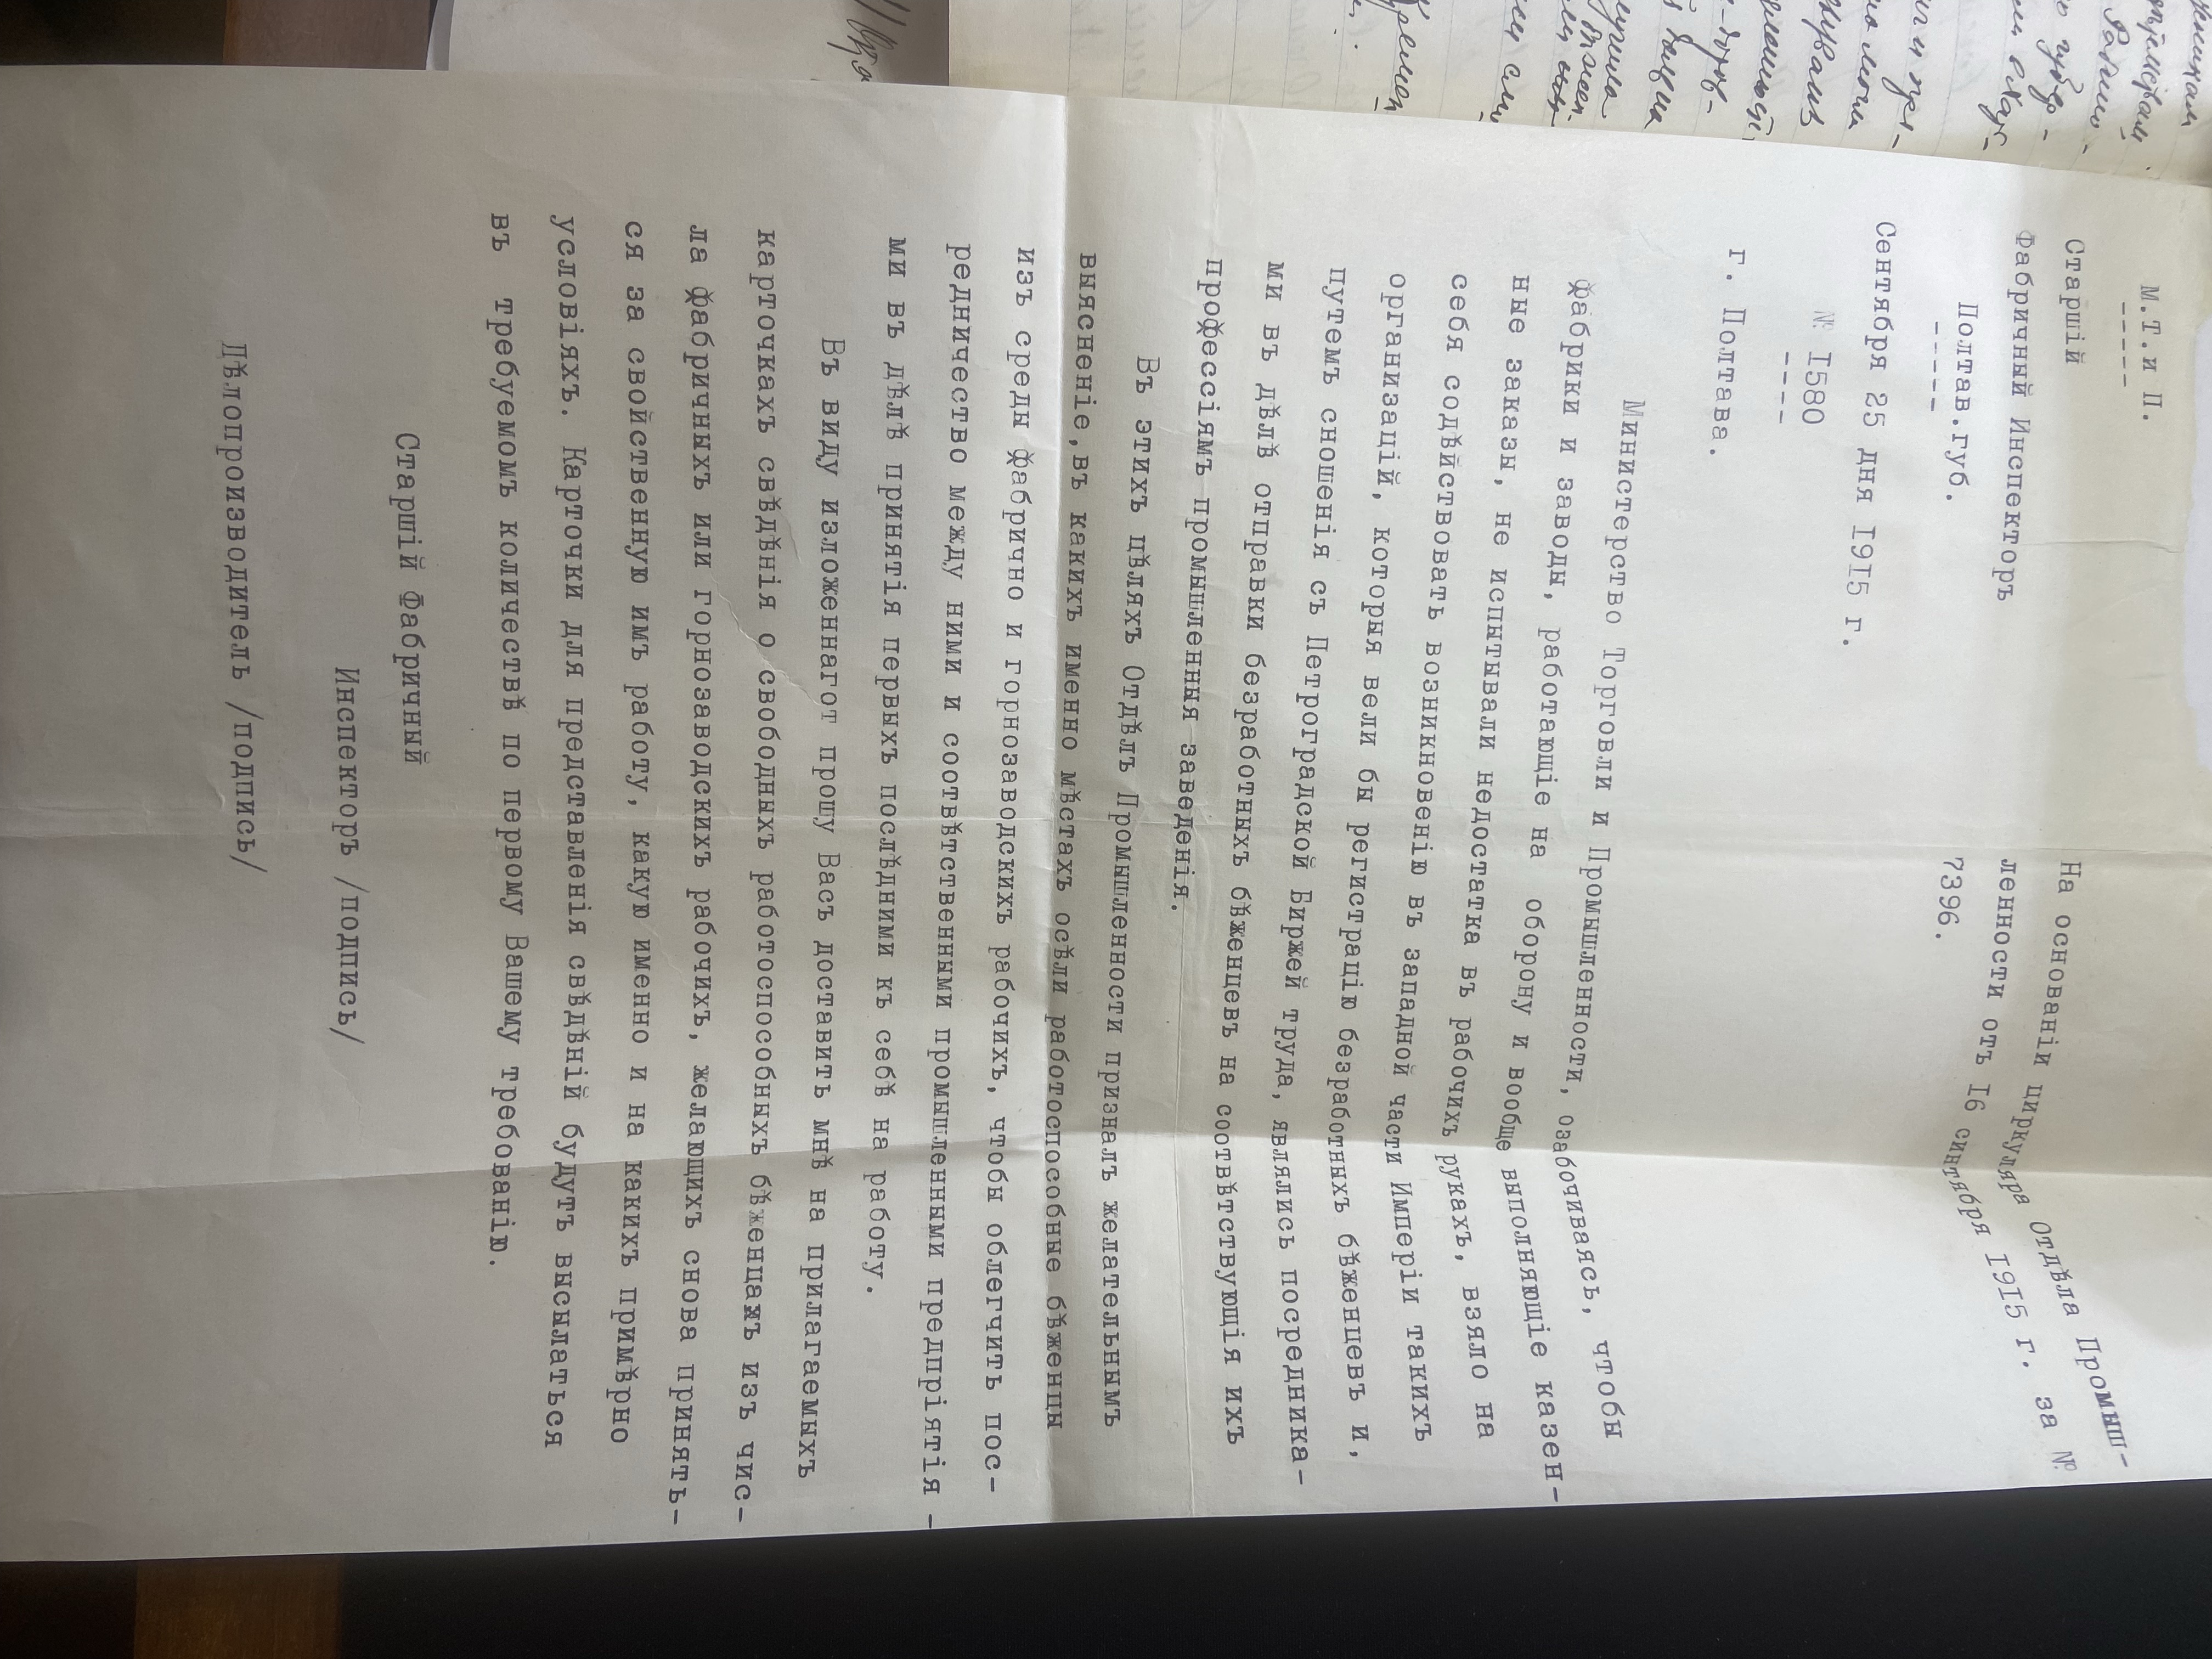 М.Т.и П.
----
Старшій
Фабричный Инспекторъ
Полтав.губ.
-----
Сентября 25 дня I9I5 г.
№ I580
----
г. Полтава.
На основаніи циркуляра Отдѣла Промыш-
ленности отъ I6 синтября I9I5 г. за №
7396.
Министерство Торговли и Промышленности, озабочиваясь, чтобы
фабрики и заводы, работающіе на оборону и вообще выполняющіе казен-
ные заказы, не испытывали недостатка въ рабочихъ рукахъ, взяло на
себя содѣйствовать возникновенію въ западной части Имперіи такихъ
организацій, которыя вели бы регистрацію безработныхъ бѣженцевъ и,
путемъ сношенія съ Петроградской Биржей труда, являлись посредника-
ми въ дѣлѣ отправки безработныхъ бѣженцевъ на соотвѣтствующія ихъ
профессіямъ промышленныя заведенія.
Въ этихъ цѣляхъ Отдѣлъ Промышленности призналъ желательнымъ
выясненіе,въ какихъ именно мѣстахъ осѣли работоспособные бѣженцы
изъ среды фабрично и горнозаводскихъ рабочихъ, чтобы облегчить пос-
редничество между ними и соотвѣтственными промышленными предпріятія -
ми въ дѣлѣ принятія первыхъ послѣдними къ себѣ на работу.
Въ виду изложеннагот прошу Васъ доставить мнѣ на прилагаемыхъ
карточкахъ свѣдѣнія о свободныхъ работоспособныхъ бѣженцахъ изъ чис-
ла фабричныхъ или горнозаводскихъ рабочихъ, желающихъ снова принять-
ся за свойственную имъ работу, какую именно и на какихъ примѣрно
условіяхъ. Карточки для представленія свѣдѣній будутъ высылаться
въ требуемомъ количествѣ по первому Вашему требованію.
Старшій Фабричный
Инспекторъ /подпись/
Дѣлопроизводитель /подпись/